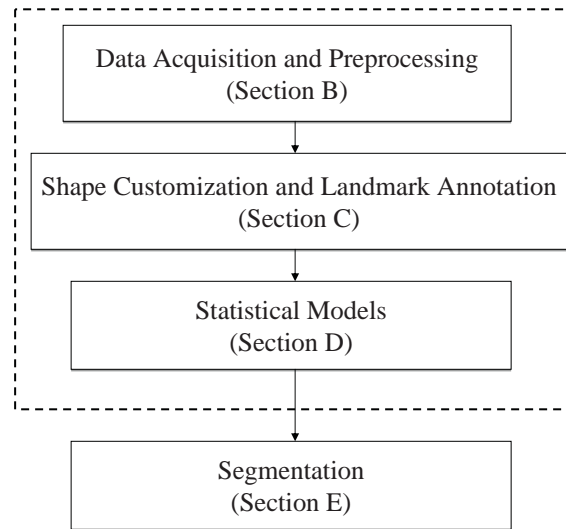 Data Acquisition and Preprocessing
(Section B)
Shape Customization and Landmark Annotation
(Section C)
Statistical Models
(Section D)
Segmentation
(Section E)